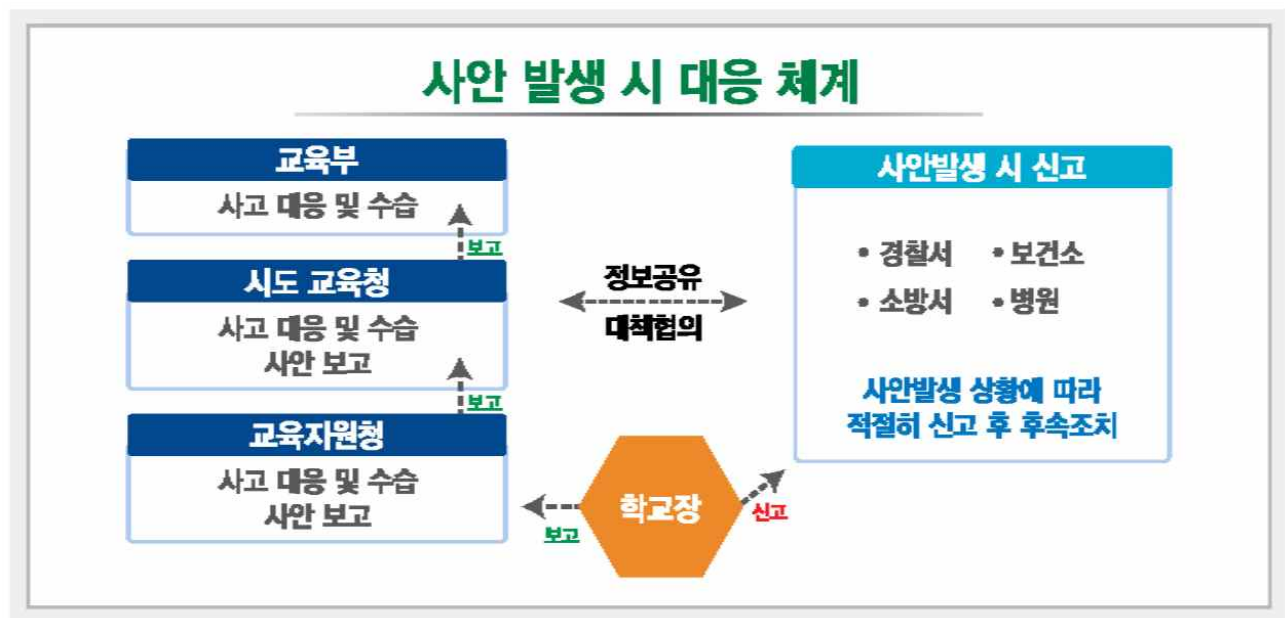 사안 발생 시 대응 체계
교육부
사고 대응 및 수습
보고
시도 교육청
사고 대응 및 수습
사안 보고
보고
교육지원청
사고 대응 및 수습
사안 보고
정보공유
대책협의
보고
학교장
신고
사안발생 시 신고
• 경찰서 • 보건소
• 소방서 • 병원
사안발생 상황에 따라
적절히 신고 후 후속조치